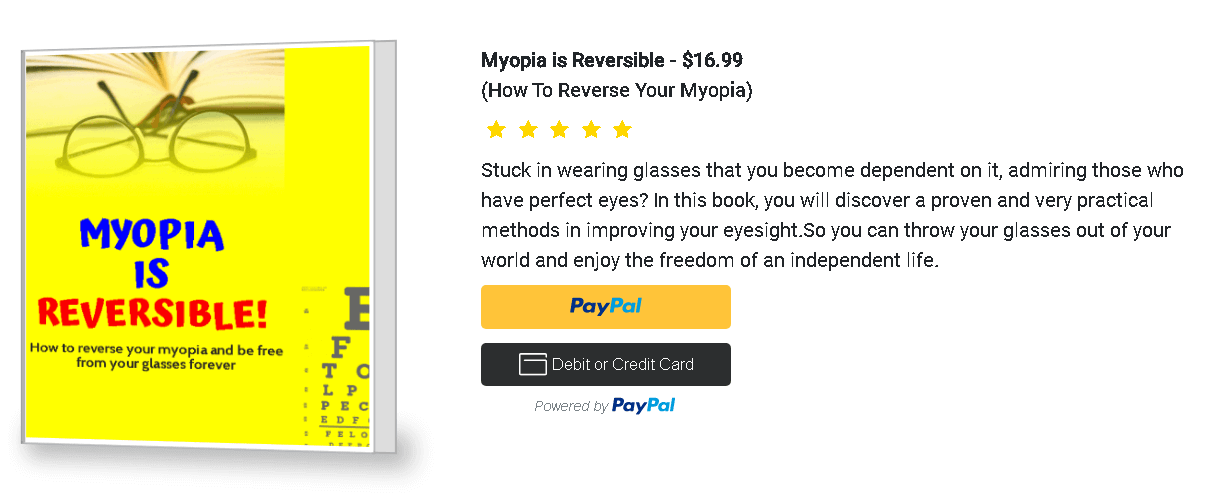 MYOPIA
IS
REVERSIBLE!
How to reverse your myopia and be free
from your glasses forever
E
F
T O
L P
P E C
E D F
F E L O
Myopia is Reversible - $16.99
(How To Reverse Your Myopia)
Stuck in wearing glasses that you become dependent on it, admiring those who
have perfect eyes? In this book, you will discover a proven and very practical
methods in improving your eyesight.So you can throw your glasses out of your
world and enjoy the freedom of an independent life.
PayPal
Debit or Credit Card
Powered by PayPal